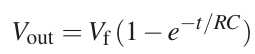 V_out = V_f (1 − e^{−t/RC})